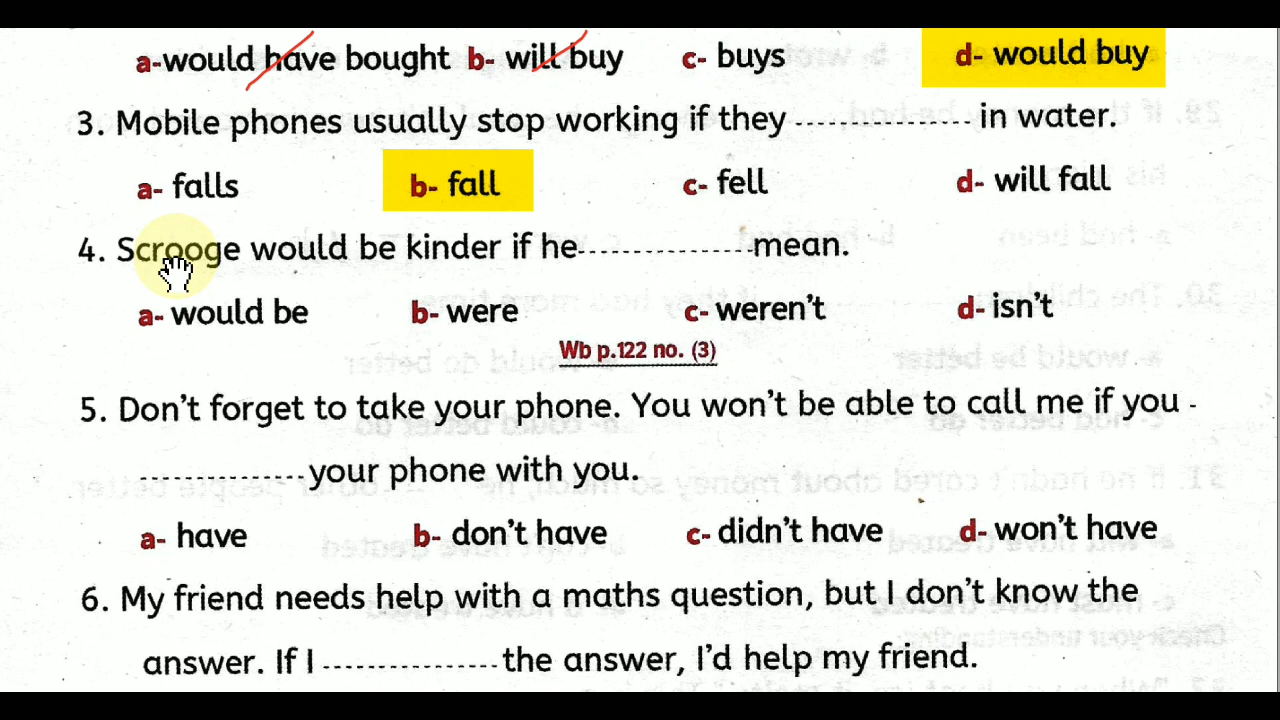 a-would have bought b- will buy c- buys d- would buy
3. Mobile phones usually stop working if they ................. in water.
a- falls b- fall c- fell d- will fall
4. Scrooge would be kinder if he................mean.
a- would be b- were c- weren't d- isn't
Wb p.122 no. (3)
5. Don't forget to take your phone. You won't be able to call me if you -
................your phone with you.
a- have b- don't have c- didn't have d- won't have
6. My friend needs help with a maths question, but I don't know the
answer. If I .................the answer, I'd help my friend.